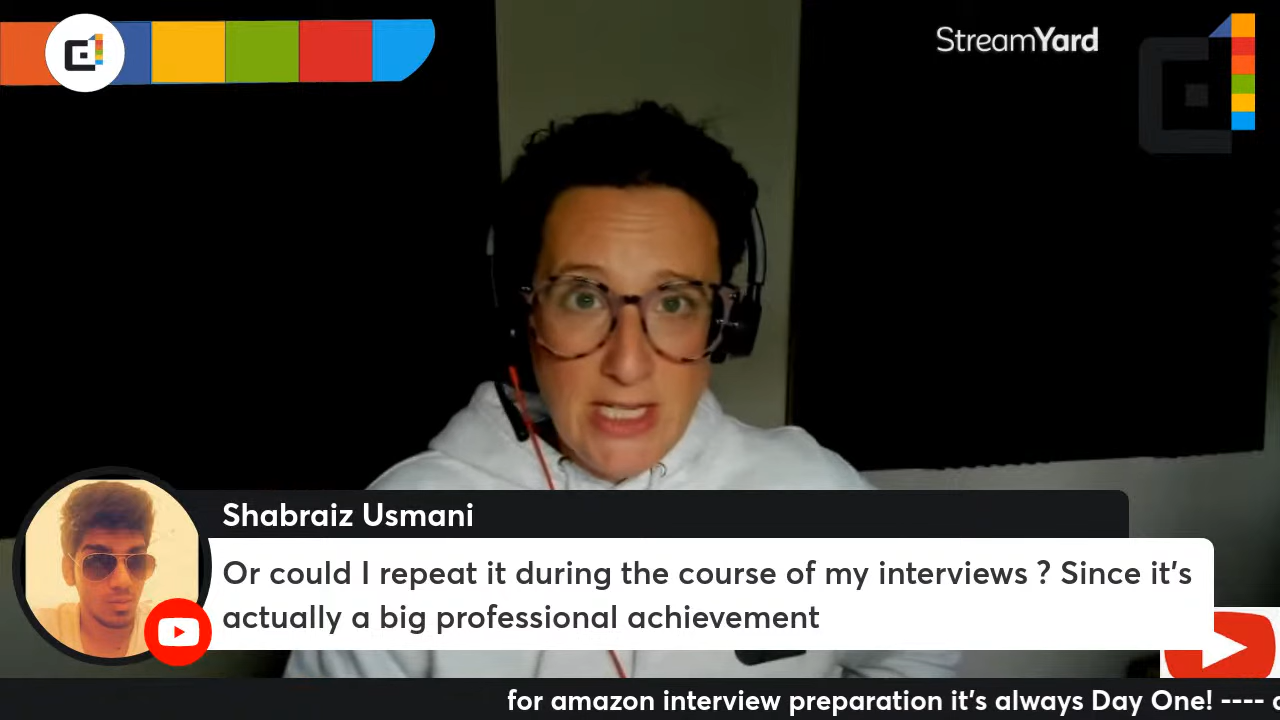 StreamYard
Shabraiz Usmani
Or could I repeat it during the course of my interviews ? Since it's
actually a big professional achievement
for amazon interview preparation it's always Day One! ----